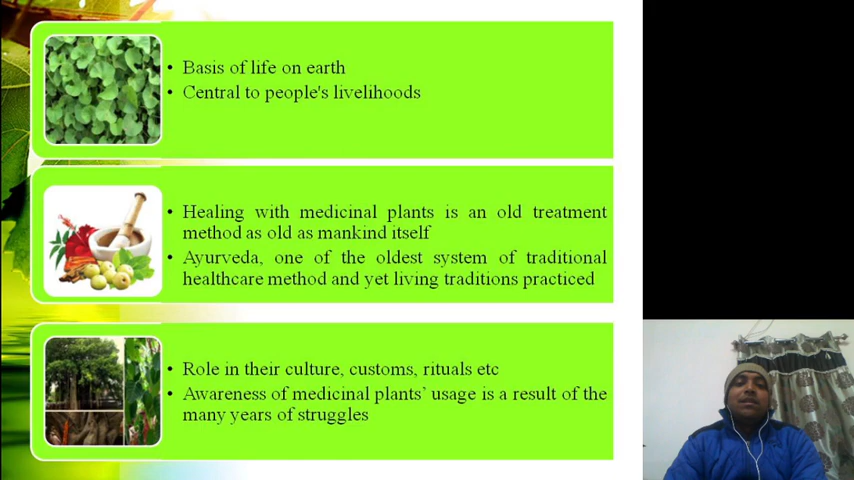 • Basis of life on earth
• Central to people's livelihoods
• Healing with medicinal plants is an old treatment
method as old as mankind itself
• Ayurveda, one of the oldest system of traditional
healthcare method and yet living traditions practiced
• Role in their culture, customs, rituals etc
• Awareness of medicinal plants’ usage is a result of the
many years of struggles